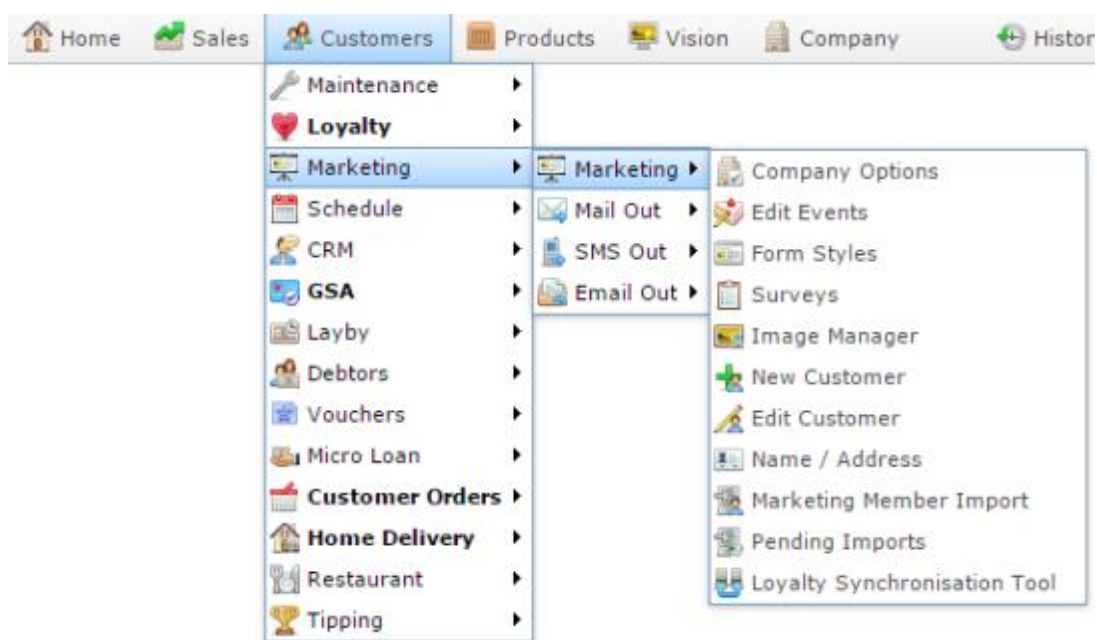 Home Sales Customers Products Vision Company Histor
Maintenance
Loyalty
Marketing
Schedule
CRM
GSA
Layby
Debtors
Vouchers
Micro Loan
Customer Orders
Home Delivery
Restaurant
Tipping
Marketing
Mail Out
SMS Out
Email Out
Company Options
Edit Events
Form Styles
Surveys
Image Manager
New Customer
Edit Customer
Name / Address
Marketing Member Import
Pending Imports
Loyalty Synchronisation Tool